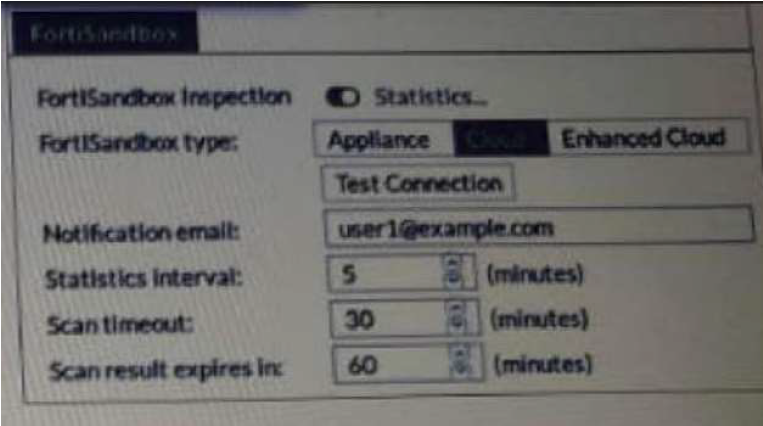 FortiSandbox
FortiSandbox Inspection Statistics...
FortiSandbox type: Appliance Cloud Enhanced Cloud
Test Connection
Notification email: user1@example.com
Statistics interval: 5 (minutes)
Scan timeout: 30 (minutes)
Scan result expires in: 60 (minutes)